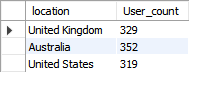 location User_count
United Kingdom 329
Australia 352
United States 319